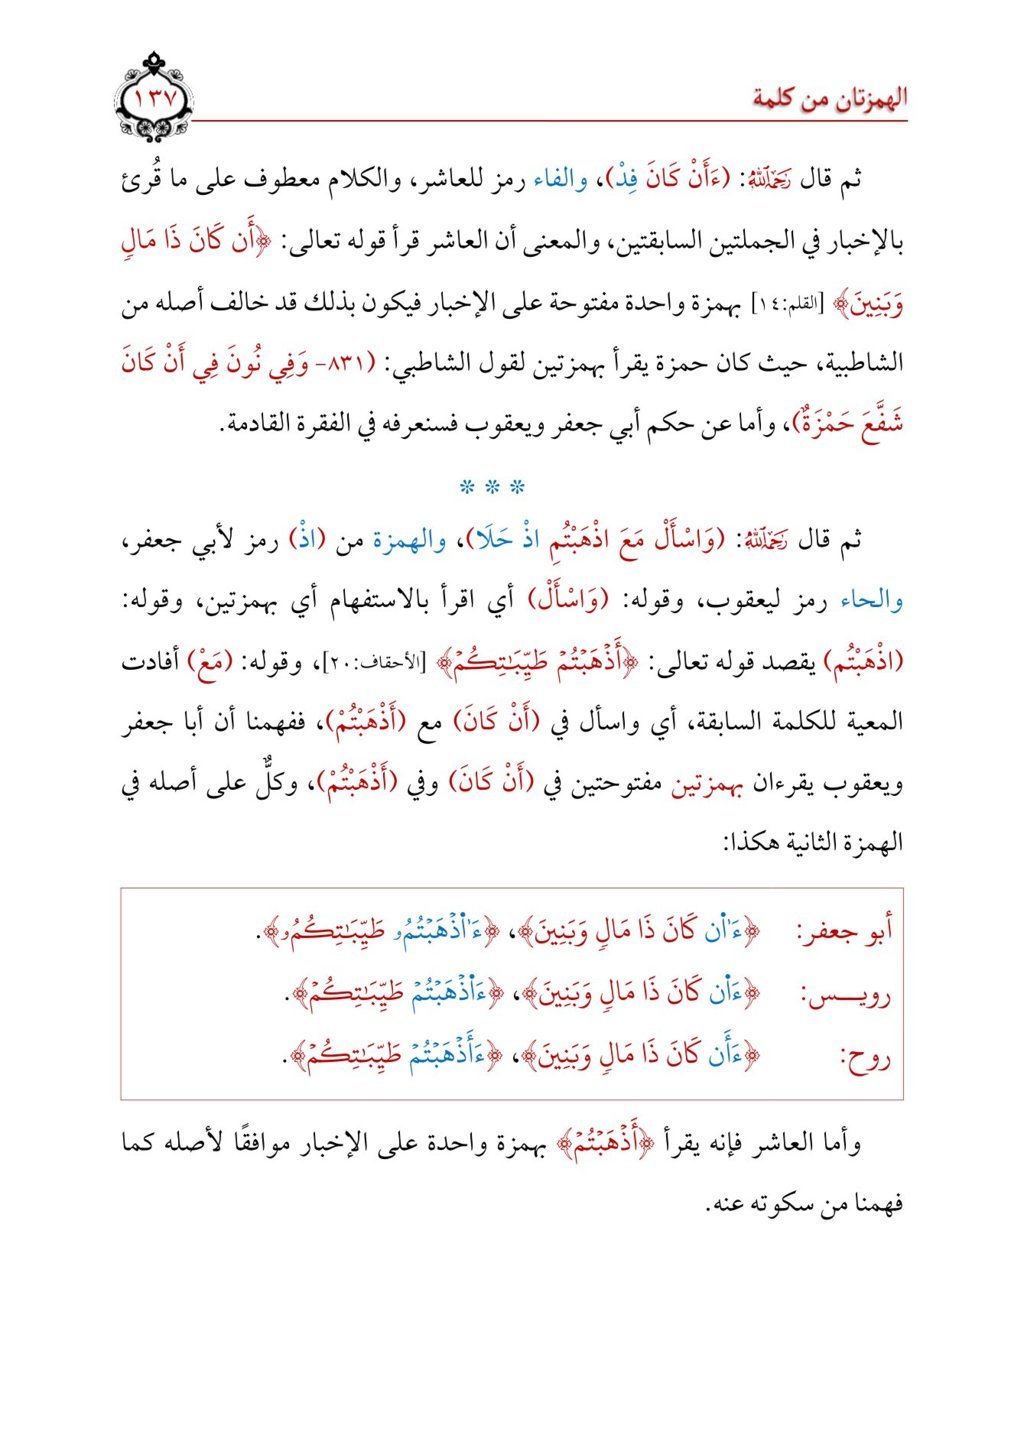 الهمزتان من كلمة
١٣٧
ثم قال رَحِمَهُ اللَّهُ: (ءَأَنْ كَانَ فِدْ)، والفاء رمز للعاشر، والكلام معطوف على ما قُرئ
بالإخبار في الجملتين السابقتين، والمعنى أن العاشر قرأ قوله تعالى: ﴿أَن كَانَ ذَا مَالٖ
وَبَنِينَ﴾ [القلم:١٤] بهمزة واحدة مفتوحة على الإخبار فيكون بذلك قد خالف أصله من
الشاطبية، حيث كان حمزة يقرأ بهمزتين لقول الشاطبي: (٨٣١- وَفِي نُونَ فِي أَنْ كَانَ
شَفَّعَ حَمْزَةٌ)، وأما عن حكم أبي جعفر ويعقوب فسنعرفه في الفقرة القادمة.
* * *
ثم قال رَحِمَهُ اللَّهُ: (وَاسْأَلْ مَعَ اذْهَبْتُمِ اذْ حَلَا)، والهمزة من (اذْ) رمز لأبي جعفر،
والحاء رمز ليعقوب، وقوله: (وَاسْأَلْ) أي اقرأ بالاستفهام أي بهمزتين، وقوله:
(اذْهَبْتُم) يقصد قوله تعالى: ﴿أَذۡهَبۡتُمۡ طَيِّبَٰتِكُمۡ﴾ [الأحقاف:٢٠]، وقوله: (مَعْ) أفادت
المعية للكلمة السابقة، أي واسأل في (أَنْ كَانَ) مع (أَذْهَبْتُمْ)، ففهمنا أن أبا جعفر
ويعقوب يقرءان بهمزتين مفتوحتين في (أَنْ كَانَ) وفي (أَذْهَبْتُمْ)، وكلٌّ على أصله في
الهمزة الثانية هكذا:
أبو جعفر: ﴿ءَا۬ن كَانَ ذَا مَالٖ وَبَنِينَ﴾، ﴿ءَا۬ذۡهَبۡتُمُۥ طَيِّبَٰتِكُمُۥ﴾.
رويـــس: ﴿ءَا۬ن كَانَ ذَا مَالٖ وَبَنِينَ﴾، ﴿ءَا۬ذۡهَبۡتُمۡ طَيِّبَٰتِكُمۡ﴾.
روح: ﴿ءَأَن كَانَ ذَا مَالٖ وَبَنِينَ﴾، ﴿ءَأَذۡهَبۡتُمۡ طَيِّبَٰتِكُمۡ﴾.
وأما العاشر فإنه يقرأ ﴿أَذۡهَبۡتُمۡ﴾ بهمزة واحدة على الإخبار موافقًا لأصله كما
فهمنا من سكوته عنه.